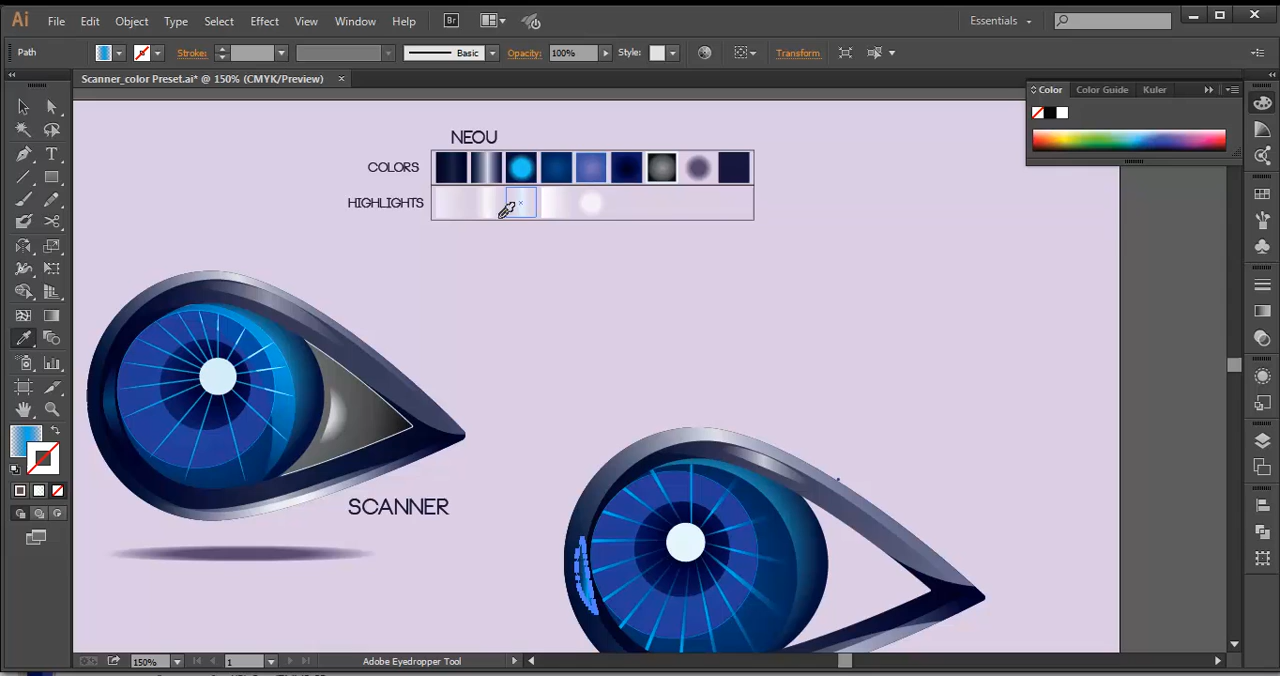 Ai File Edit Object Type Select Effect View Window Help Br Essentials
Path Stroke: Basic Opacity: 100% Style: Transform
Scanner_color Preset.ai* @ 150% (CMYK/Preview)
Color Color Guide Kuler
NEOU
COLORS
HIGHLIGHTS
SCANNER
150% 1 Adobe Eyedropper Tool